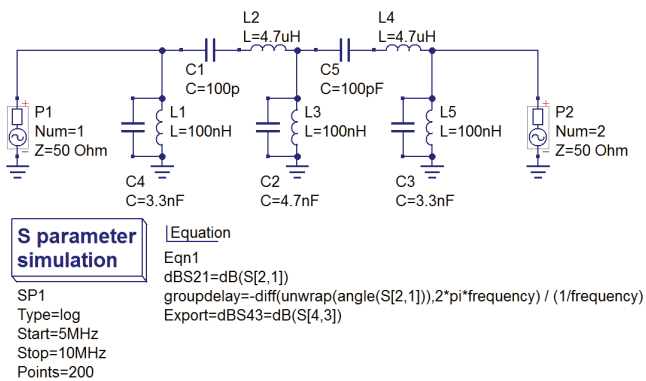 L2
L=4.7uH
L4
L=4.7uH
C1
C=100p
C5
C=100pF
P1
Num=1
Z=50 Ohm
L1
L=100nH
L3
L=100nH
L5
L=100nH
P2
Num=2
Z=50 Ohm
C4
C=3.3nF
C2
C=4.7nF
C3
C=3.3nF
S parameter
simulation
SP1
Type=log
Start=5MHz
Stop=10MHz
Points=200
Equation
Eqn1
dBS21=dB(S[2,1])
groupdelay=-diff(unwrap(angle(S[2,1])),2*pi*frequency) / (1/frequency)
Export=dBS43=dB(S[4,3])